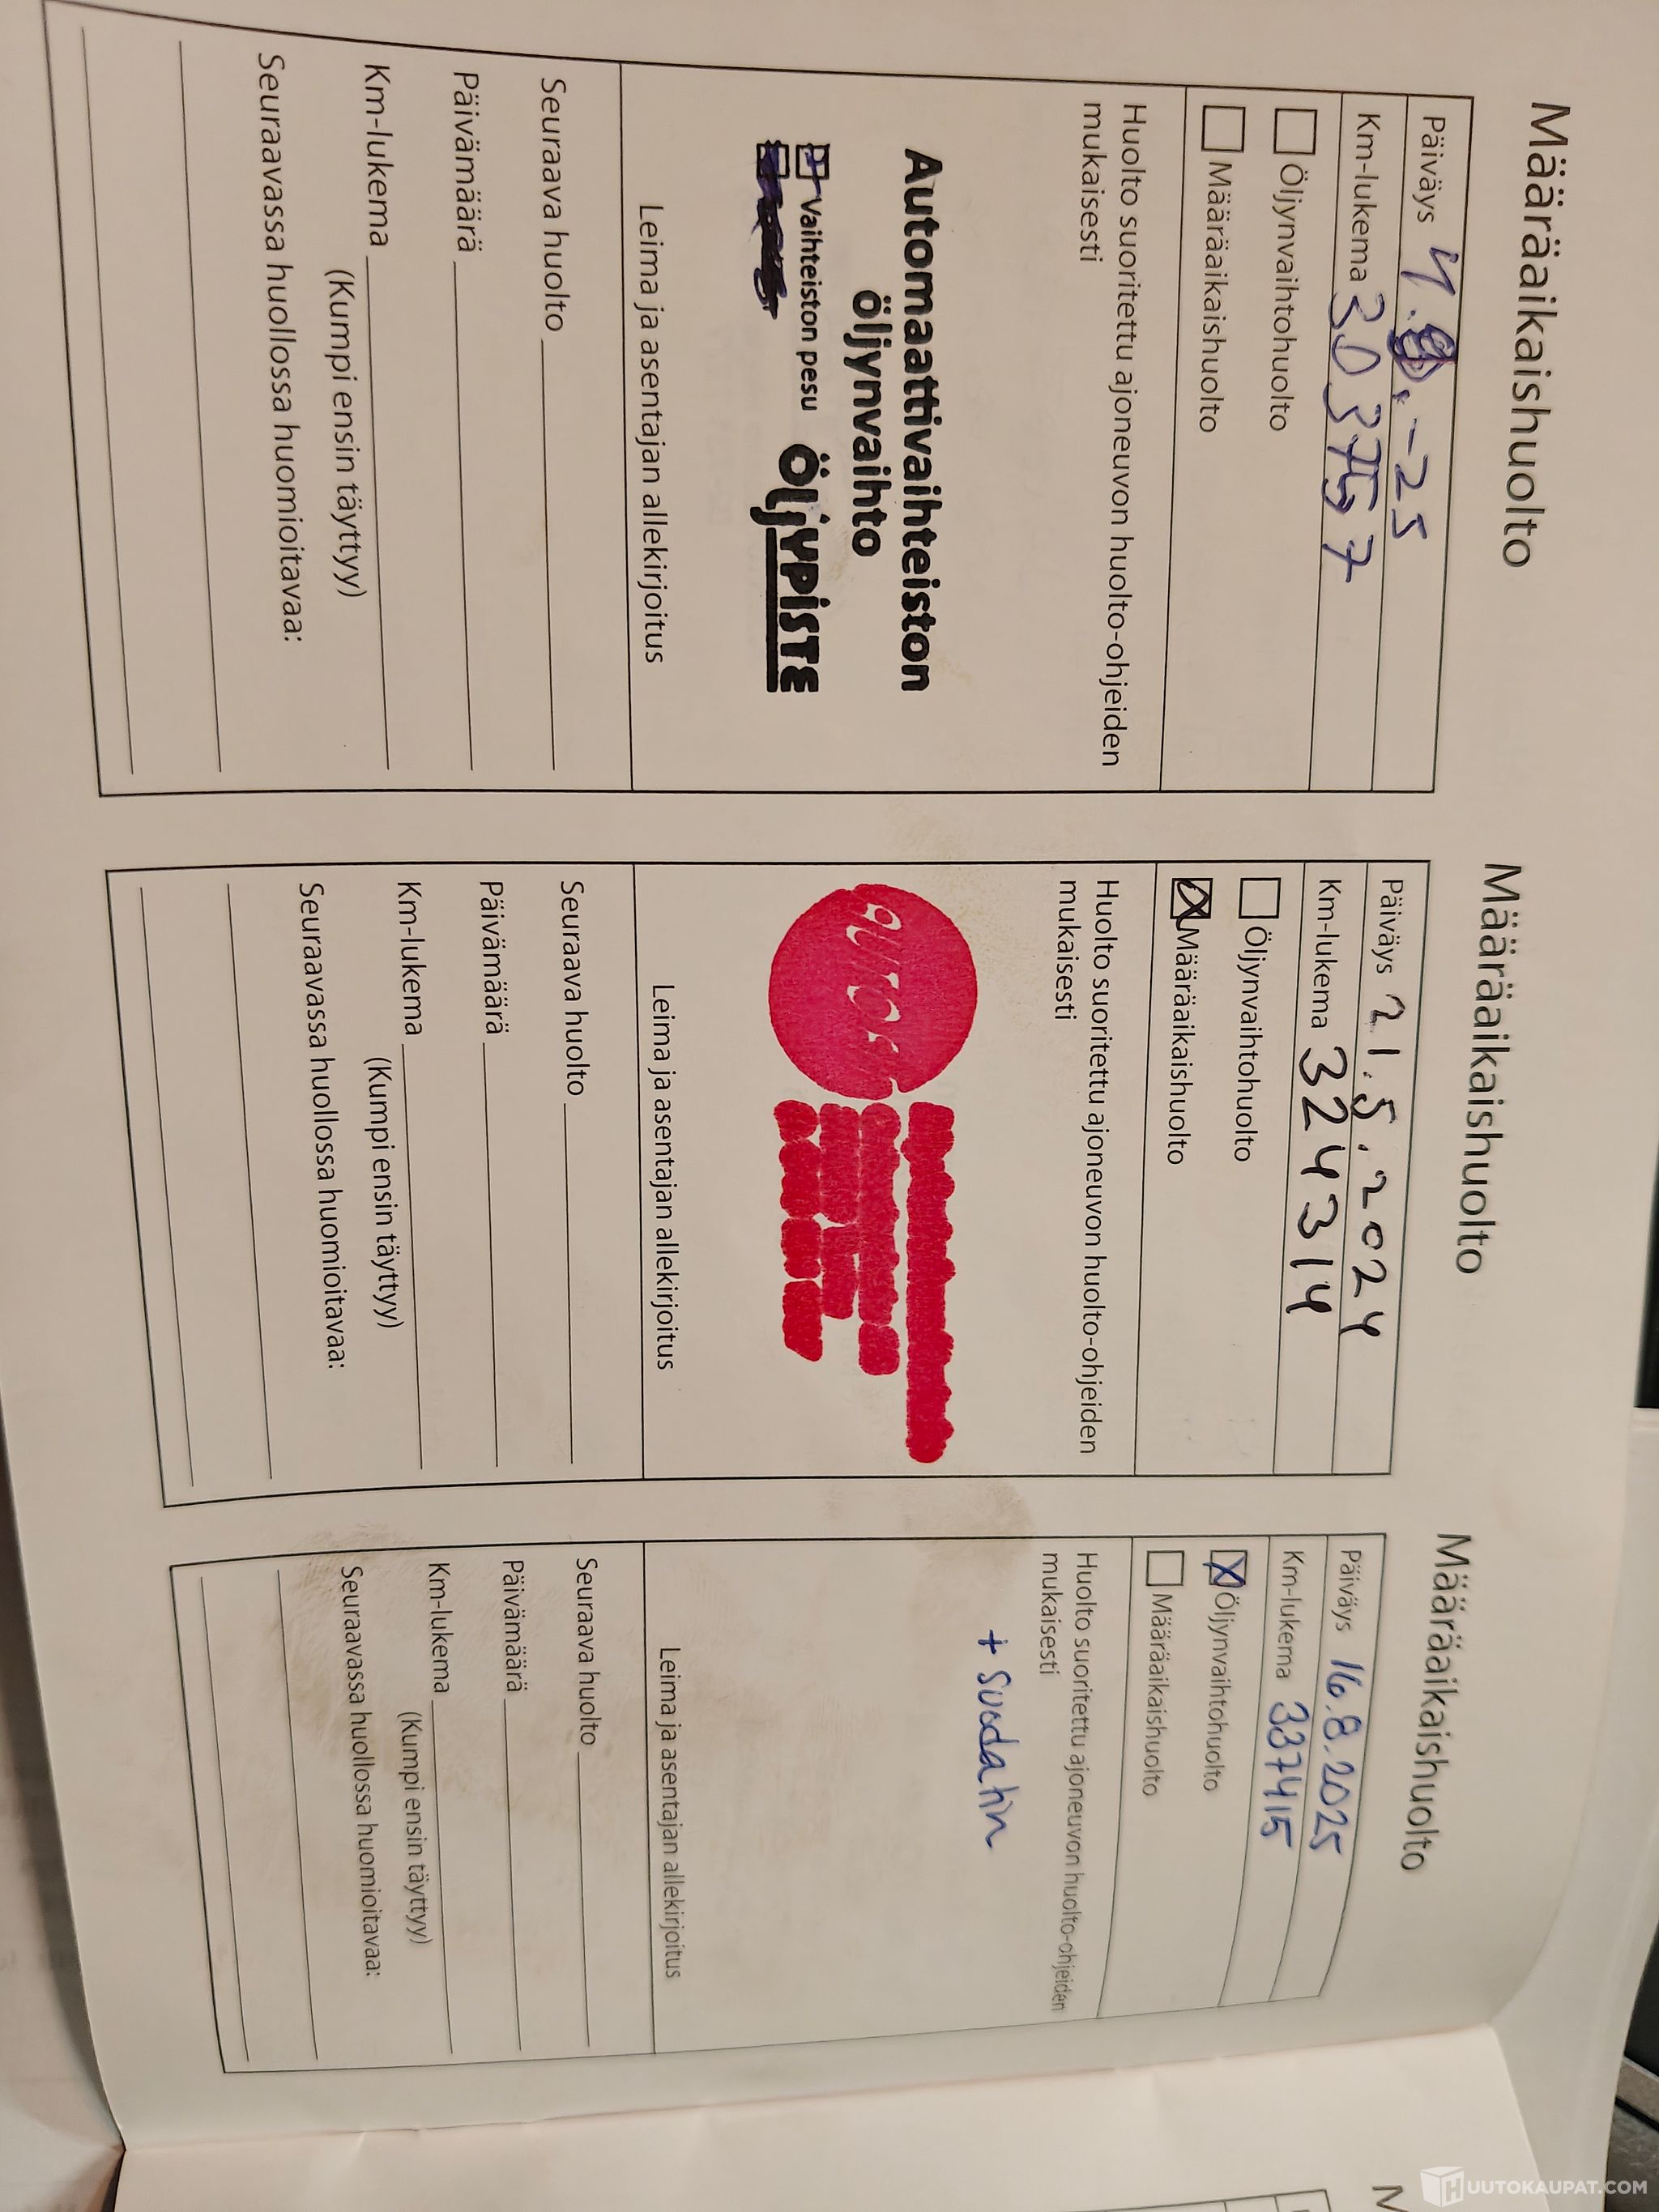 Määräaikaishuolto
Päiväys 4. . -25
Km-lukema
Öljynvaihtohuolto
Määräaikaishuolto
Huolto suoritettu ajoneuvon huolto-ohjeiden
mukaisesti
Automaattivaihteiston
öljynvaihto
Vaihteiston pesu
ÖLJYPISTE
Leima ja asentajan allekirjoitus
Seuraava huolto
Päivämäärä
Km-lukema
(Kumpi ensin täyttyy)
Seuraavassa huollossa huomioitavaa:
Määräaikaishuolto
Päiväys 21.5.2024
Km-lukema 324314
Öljynvaihtohuolto
Määräaikaishuolto
Huolto suoritettu ajoneuvon huolto-ohjeiden
mukaisesti
Leima ja asentajan allekirjoitus
Seuraava huolto
Päivämäärä
Km-lukema
(Kumpi ensin täyttyy)
Seuraavassa huollossa huomioitavaa:
Määräaikaishuolto
Päiväys 16.8.2025
Km-lukema 337415
Öljynvaihtohuolto
Määräaikaishuolto
Huolto suoritettu ajoneuvon huolto-ohjeiden
mukaisesti
+ suodatin
Leima ja asentajan allekirjoitus
Seuraava huolto
Päivämäärä
Km-lukema
(Kumpi ensin täyttyy)
Seuraavassa huollossa huomioitavaa:
M
HUUTOKAUPAT.COM